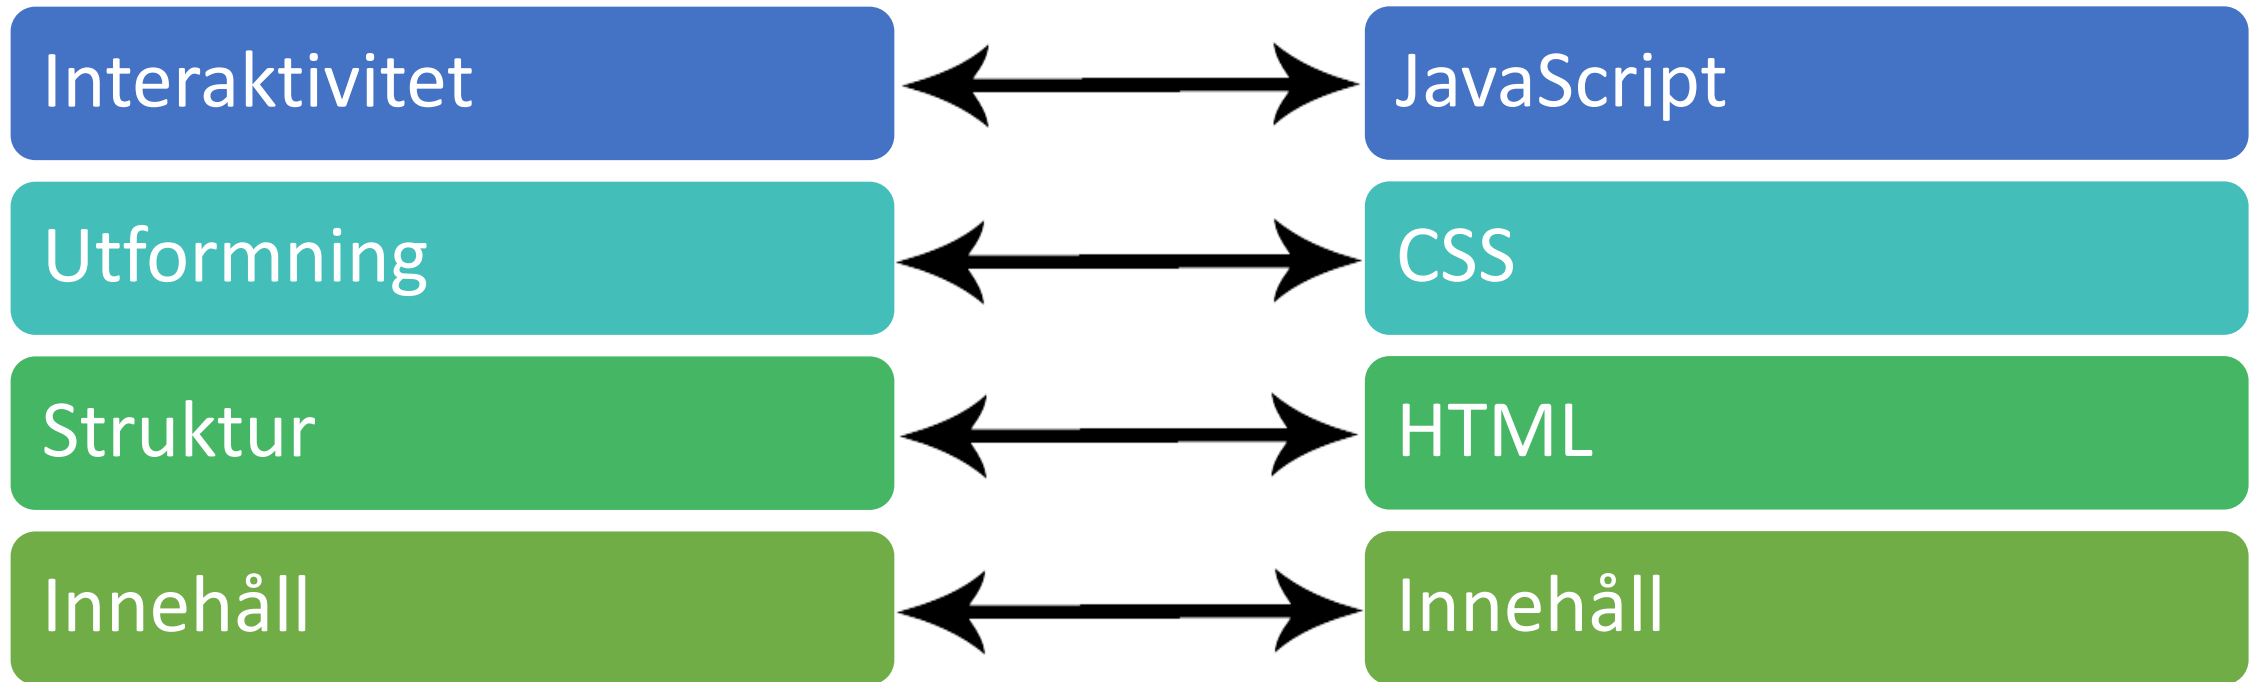 Interaktivitet
JavaScript
Utformning
CSS
Struktur
HTML
Innehåll
Innehåll